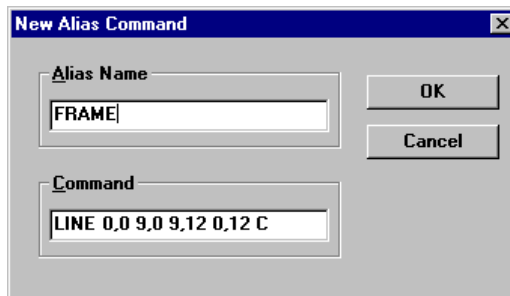 New Alias Command
Alias Name
FRAME
OK
Cancel
Command
LINE 0,0 9,0 9,12 0,12 C